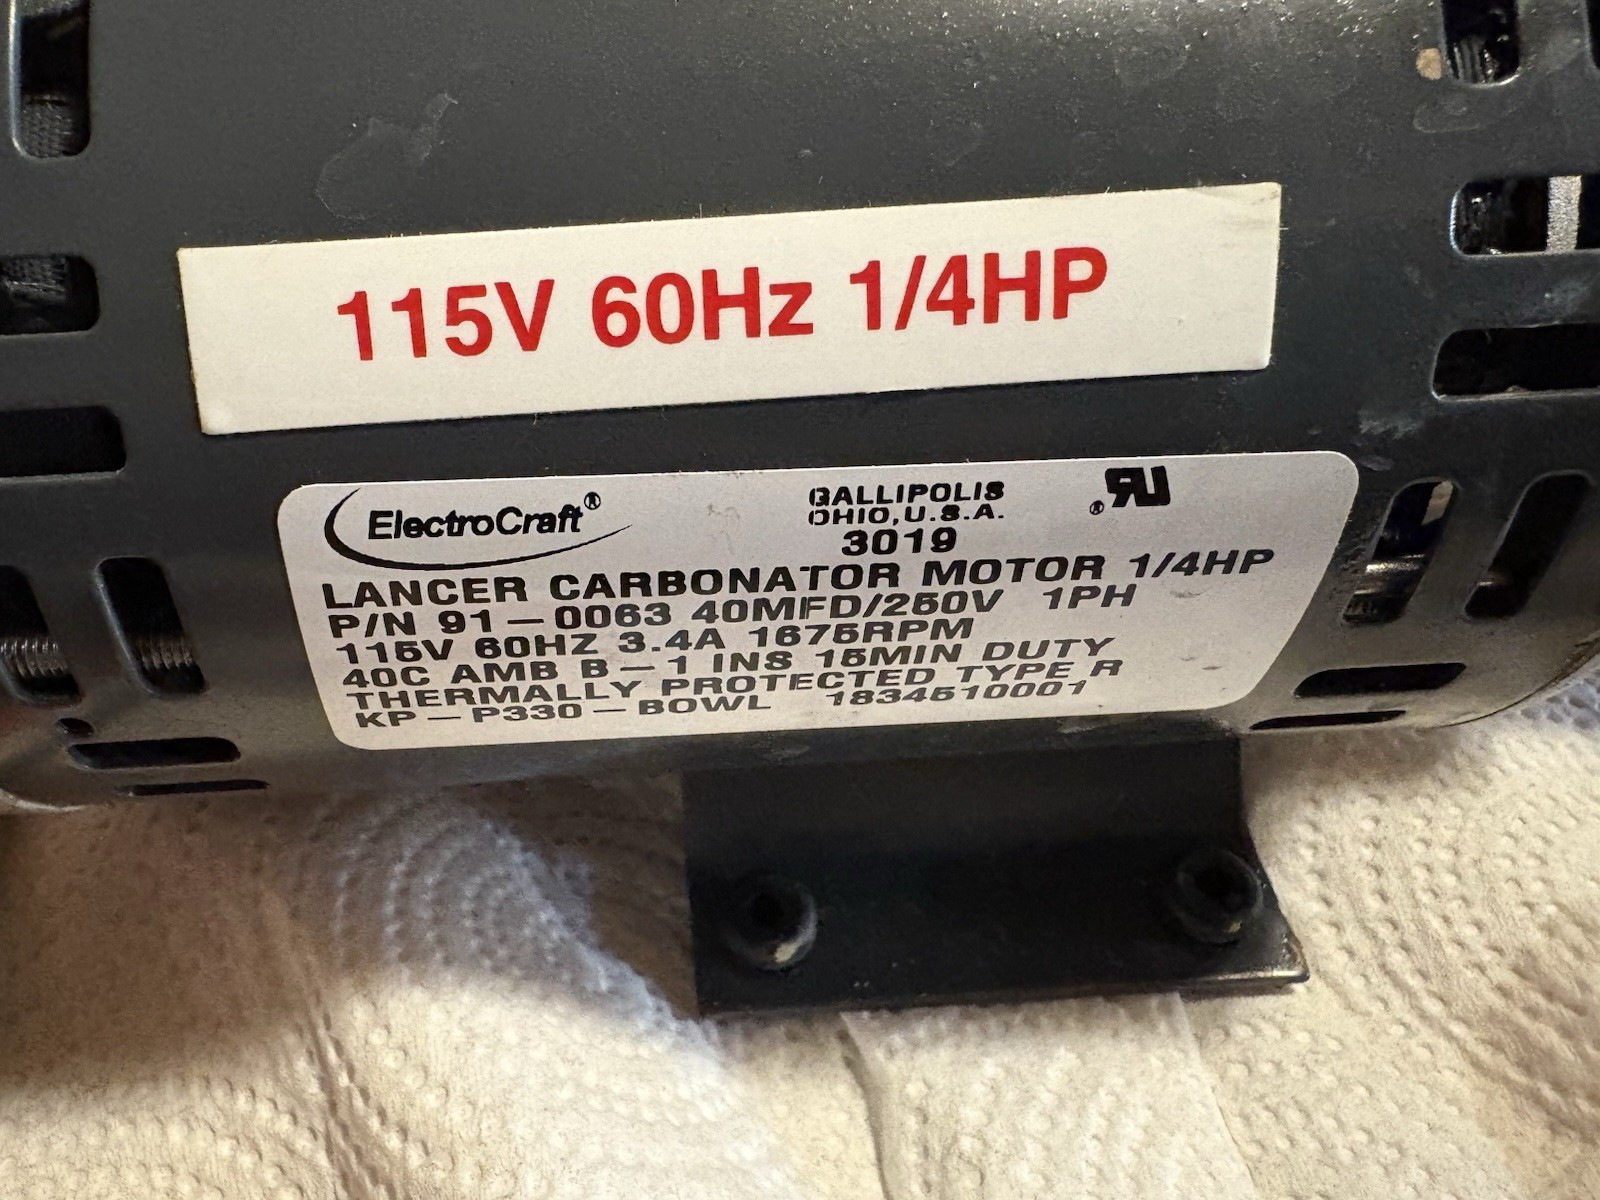 115V 60Hz 1/4HP
ElectroCraft®
GALLIPOLIS
OHIO, U.S.A.
3019
®RU
LANCER CARBONATOR MOTOR 1/4HP
P/N 91-0063 40MFD/250V 1PH
115V 60HZ 3.4A 1675RPM
40C AMB B-1 INS 15MIN DUTY
THERMALLY PROTECTED TYPE R
KP-P330-BOWL 1834510001